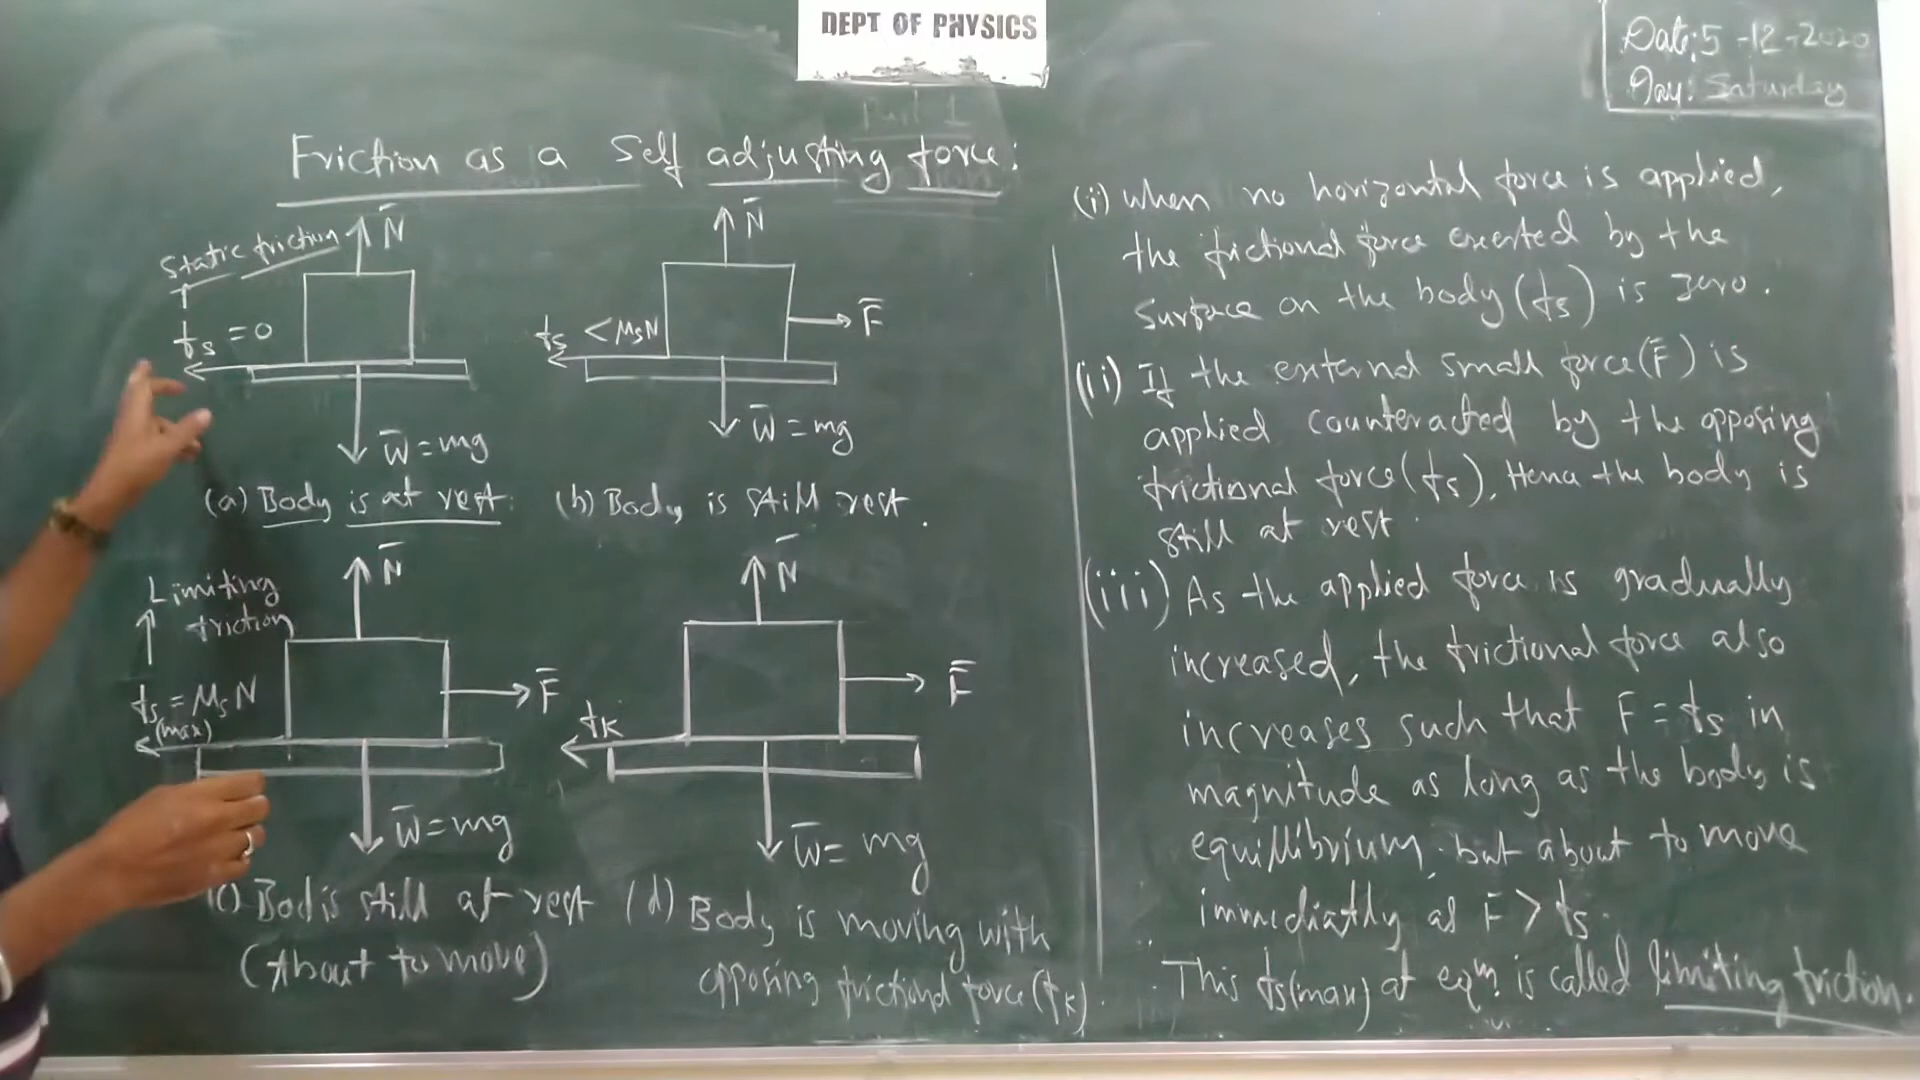 DEPT OF PHYSICS
Date: 5-12-2020
Day: Saturday
Part 1
Friction as a Self adjusting force:
Static friction
N̄
fs = 0
W̄ = mg
(a) Body is at rest.
N̄
fs < μsN
F̄
W̄ = mg
(b) Body is still rest.
Limiting
friction
N̄
fs = μsN
(max)
F̄
W̄ = mg
(c) Bodis still at rest
(About to move)
N̄
F̄
fK
W̄ = mg
(d) Body is moving with
opposing frictional force (fK).
(i) When no horizontal force is applied,
the frictional force exerted by the
surface on the body (fs) is zero.
(ii) If the external small force (F̄) is
applied counteracted by the opposing
frictional force (fs), Hence the body is
still at rest.
(iii) As the applied force is gradually
increased, the frictional force also
increases such that F = fs in
magnitude as long as the body is
equillibrium, but about to move
immediatly as F > fs.
This fs(max) at eqm. is called limiting friction.